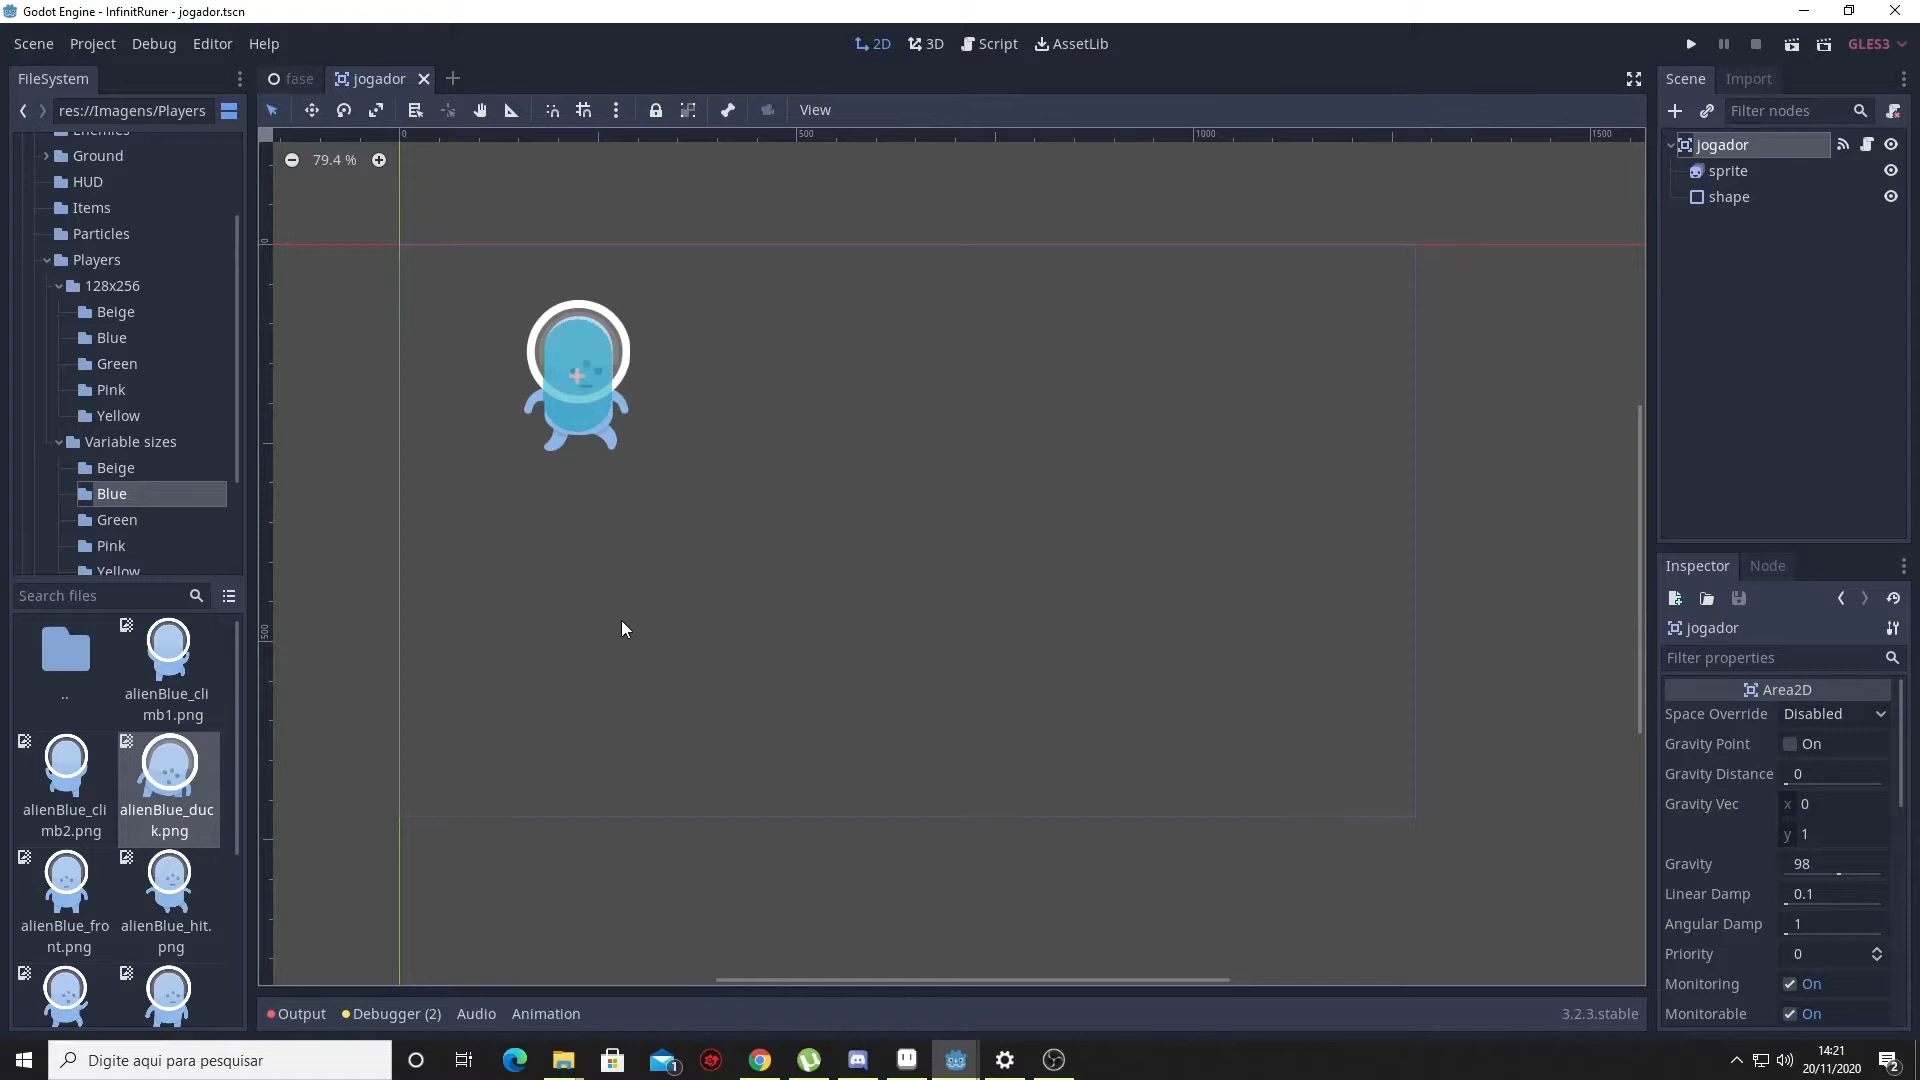 Godot Engine - InfinitRuner - jogador.tscn
Scene Project Debug Editor Help
2D 3D Script AssetLib
GLES3
FileSystem
res://Imagens/Players
Enemies
Ground
HUD
Items
Particles
Players
128x256
Beige
Blue
Green
Pink
Yellow
Variable sizes
Beige
Blue
Green
Pink
Yellow
Search files
..
alienBlue_cli
mb1.png
alienBlue_cli
mb2.png
alienBlue_duc
k.png
alienBlue_fro
nt.png
alienBlue_hit.
png
fase jogador
View
0 500 1000 1500
79.4 %
0
500
Output Debugger (2) Audio Animation
3.2.3.stable
Scene Import
Filter nodes
jogador
sprite
shape
Inspector Node
jogador
Filter properties
Area2D
Space Override Disabled
Gravity Point On
Gravity Distance 0
Gravity Vec x 0
y 1
Gravity 98
Linear Damp 0.1
Angular Damp 1
Priority 0
Monitoring On
Monitorable On
Digite aqui para pesquisar
1
14:21
20/11/2020
2